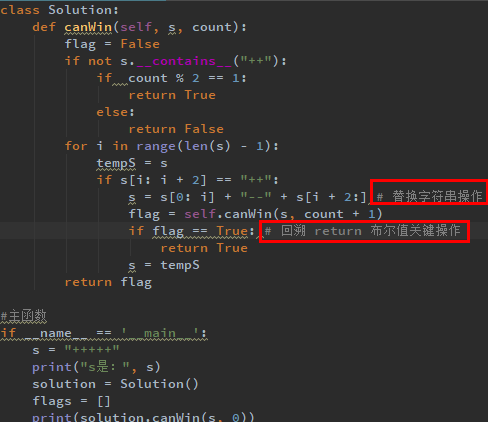 class Solution:
    def canWin(self, s, count):
        flag = False
        if not s.__contains__("++"):
            if  count % 2 == 1:
                return True
            else:
                return False
        for i in range(len(s) - 1):
            tempS = s
            if s[i: i + 2] == "++":
                s = s[0: i] + "--" + s[i + 2:] # 替换字符串操作
                flag = self.canWin(s, count + 1)
                if flag == True: # 回溯 return 布尔值关键操作
                    return True
                s = tempS
        return flag
#主函数
if __name__ == '__main__':
    s = "+++++"
    print("s是：", s)
    solution = Solution()
    flags = []
    print(solution.canWin(s, 0))